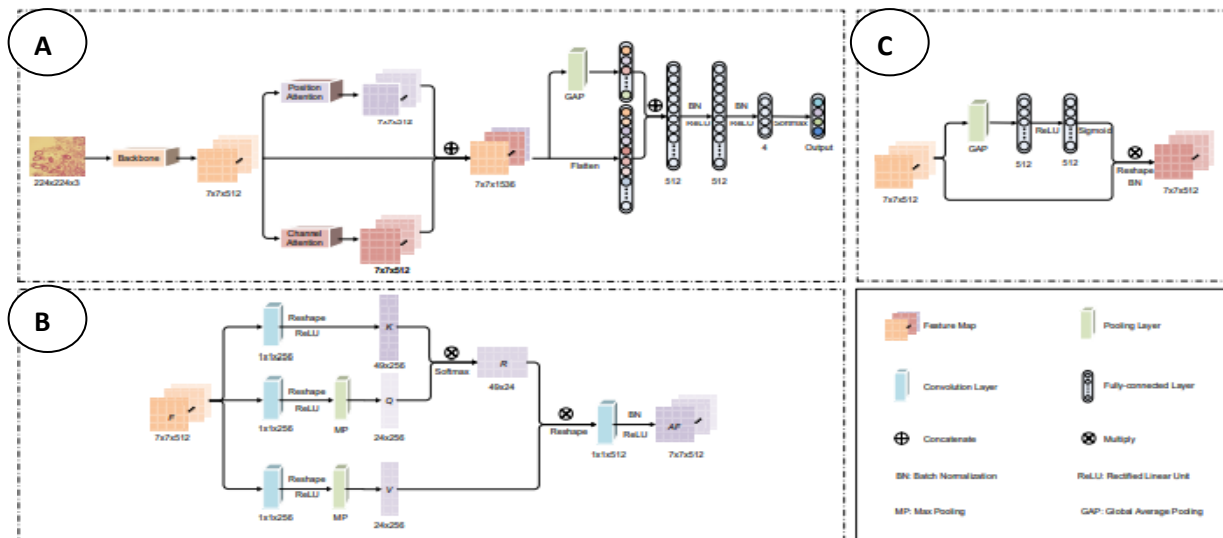 A
Position
Attention
7x7x512
Backbone
224x224x3
7x7x512
Channel
Attention
7x7x512
7x7x1536
GAP
Flatten
512
BN
ReLU
512
BN
ReLU
4
Softmax
Output
C
7x7x512
GAP
512
ReLU
512
Sigmoid
Reshape
BN
7x7x512
B
F
7x7x512
1x1x256
Reshape
ReLU
K
49x256
Softmax
R
49x24
1x1x256
Reshape
ReLU
MP
Q
24x256
1x1x256
Reshape
ReLU
MP
V
24x256
Reshape
1x1x512
BN
ReLU
AF
7x7x512
Feature Map
Pooling Layer
Convolution Layer
Fully-connected Layer
Concatenate
Multiply
BN: Batch Normalization
ReLU: Rectified Linear Unit
MP: Max Pooling
GAP: Global Average Pooling